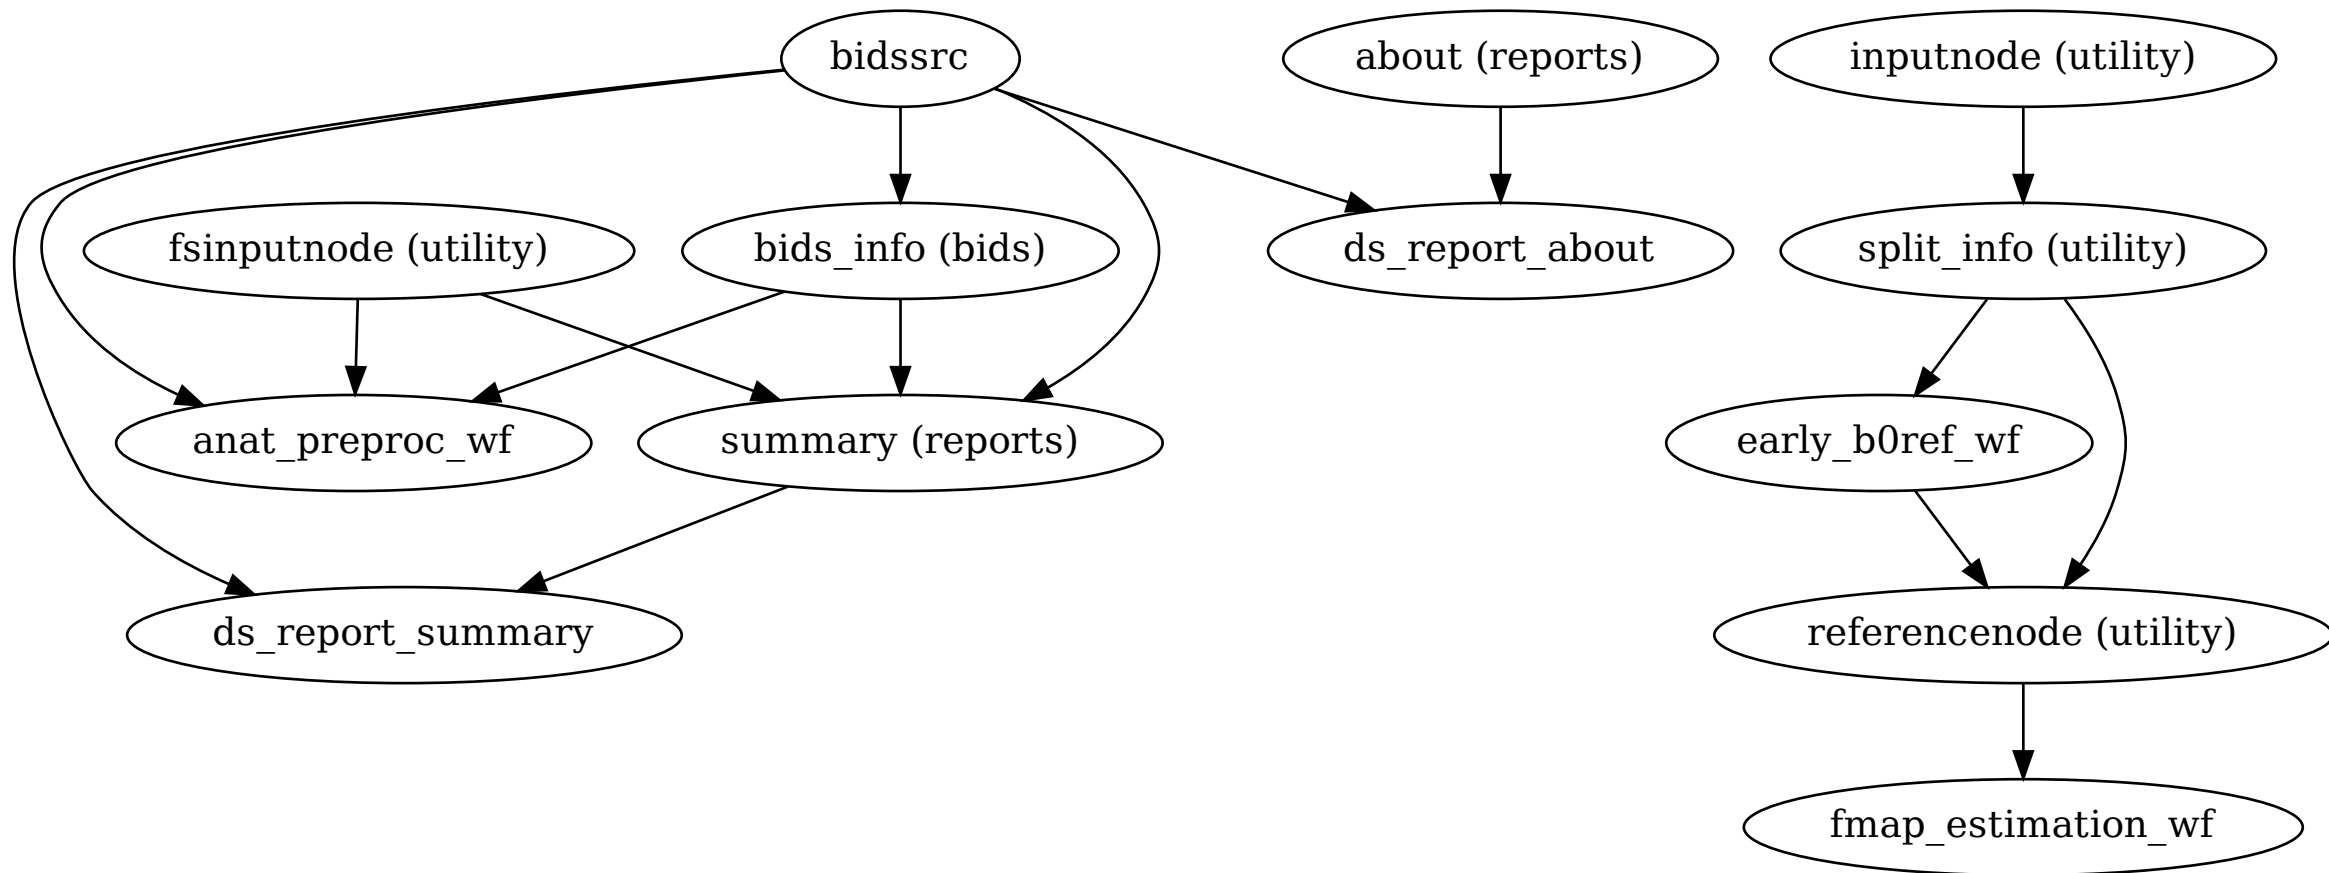 bidssrc
about (reports)
inputnode (utility)
fsinputnode (utility)
bids_info (bids)
ds_report_about
split_info (utility)
anat_preproc_wf
summary (reports)
early_b0ref_wf
ds_report_summary
referencenode (utility)
fmap_estimation_wf